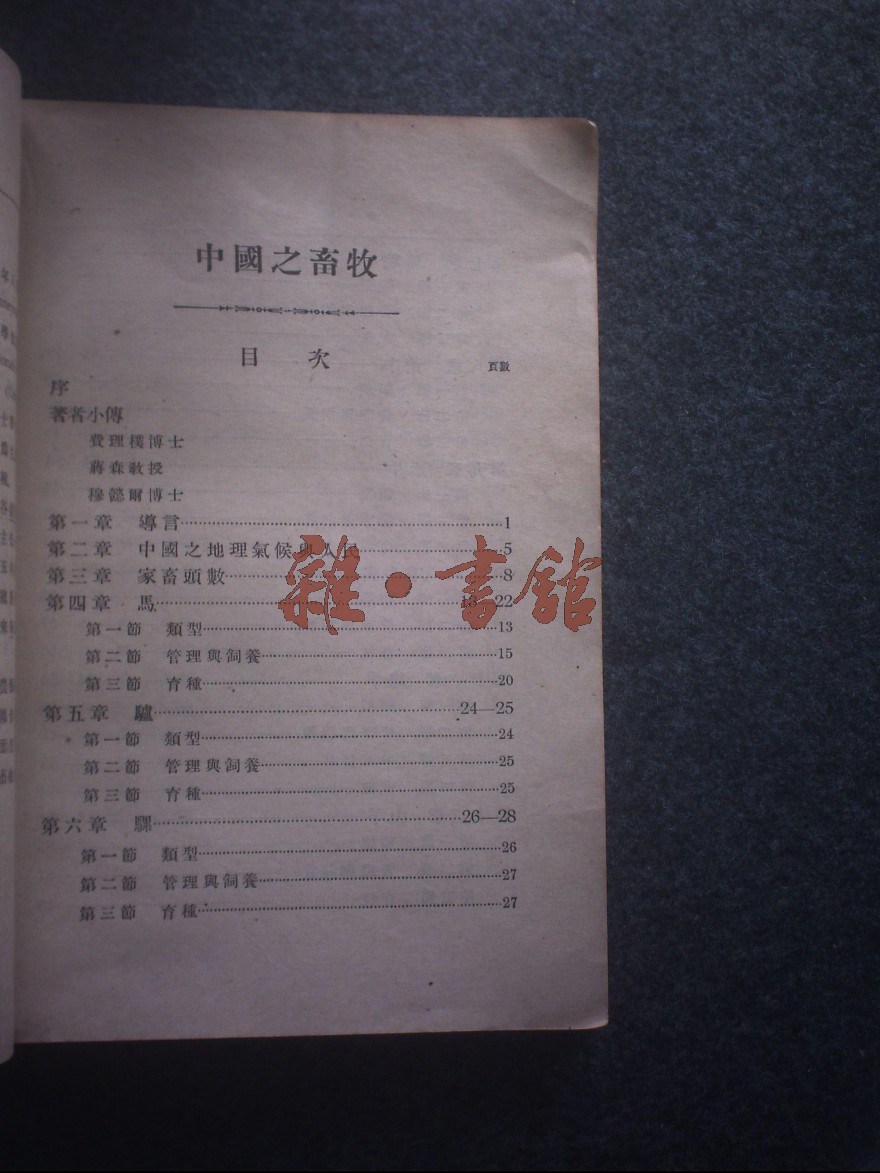 中國之畜牧
目 次
頁數
序
著者小傳
費理樸博士
蔣森教授
穆懿爾博士
第一章 導言……1
第二章 中國之地理氣候與人民……5
第三章 家畜頭數……8
第四章 馬……13—22
第一節 類型……13
第二節 管理與飼養……15
第三節 育種……20
第五章 驢……24—25
第一節 類型……24
第二節 管理與飼養……25
第三節 育種……25
第六章 騾……26—28
第一節 類型……26
第二節 管理與飼養……27
第三節 育種……27
雜·書館